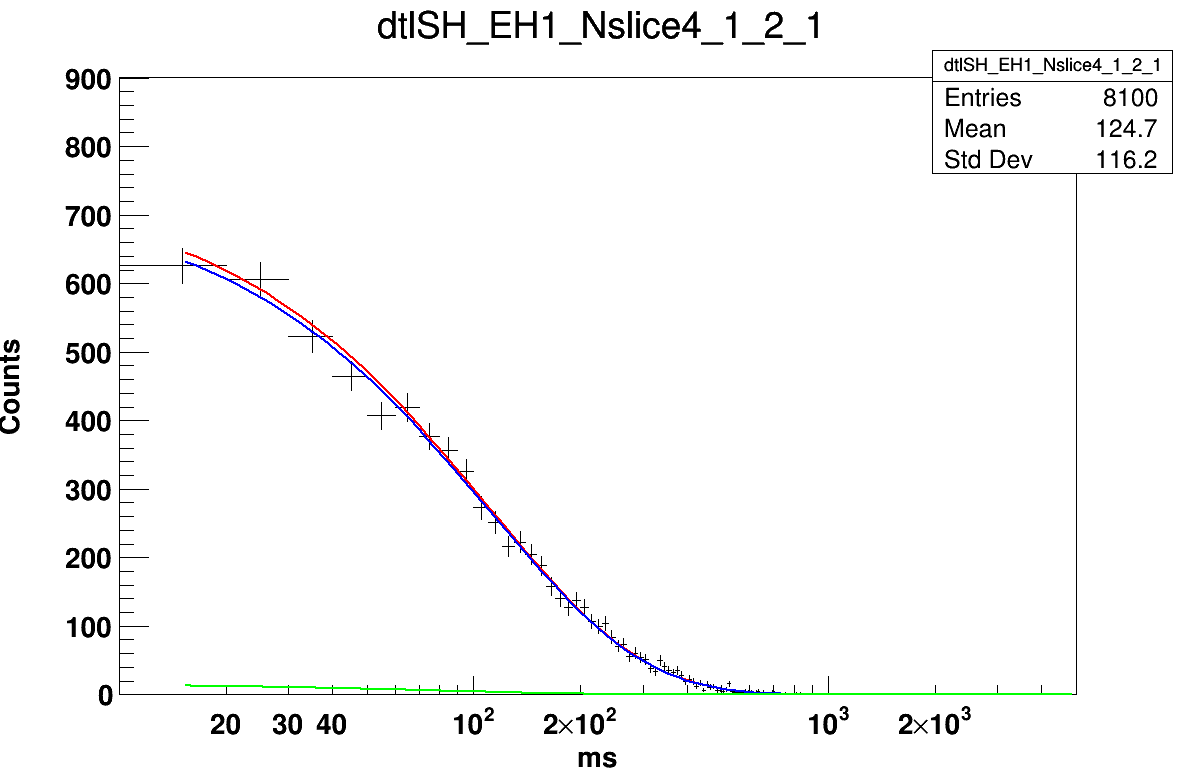 dtlSH_EH1_Nslice4_1_2_1
dtlSH_EH1_Nslice4_1_2_1
Entries 8100
Mean 124.7
Std Dev 116.2
900
800
700
600
500
400
300
200
100
0
Counts
20 30 40 10² 2×10² 10³ 2×10³
ms